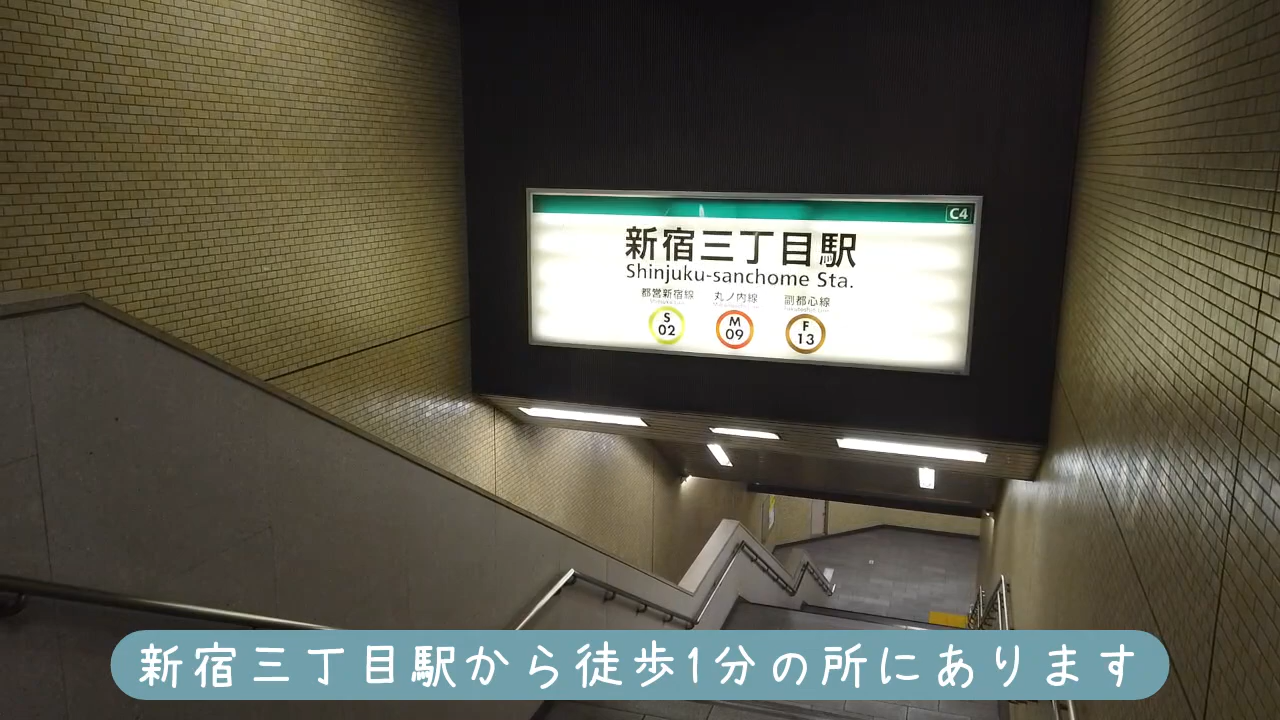 C4
新宿三丁目駅
Shinjuku-sanchome Sta.
都営新宿線 丸ノ内線 副都心線
S 02 M 09 F 13
新宿三丁目駅から徒歩1分の所にあります